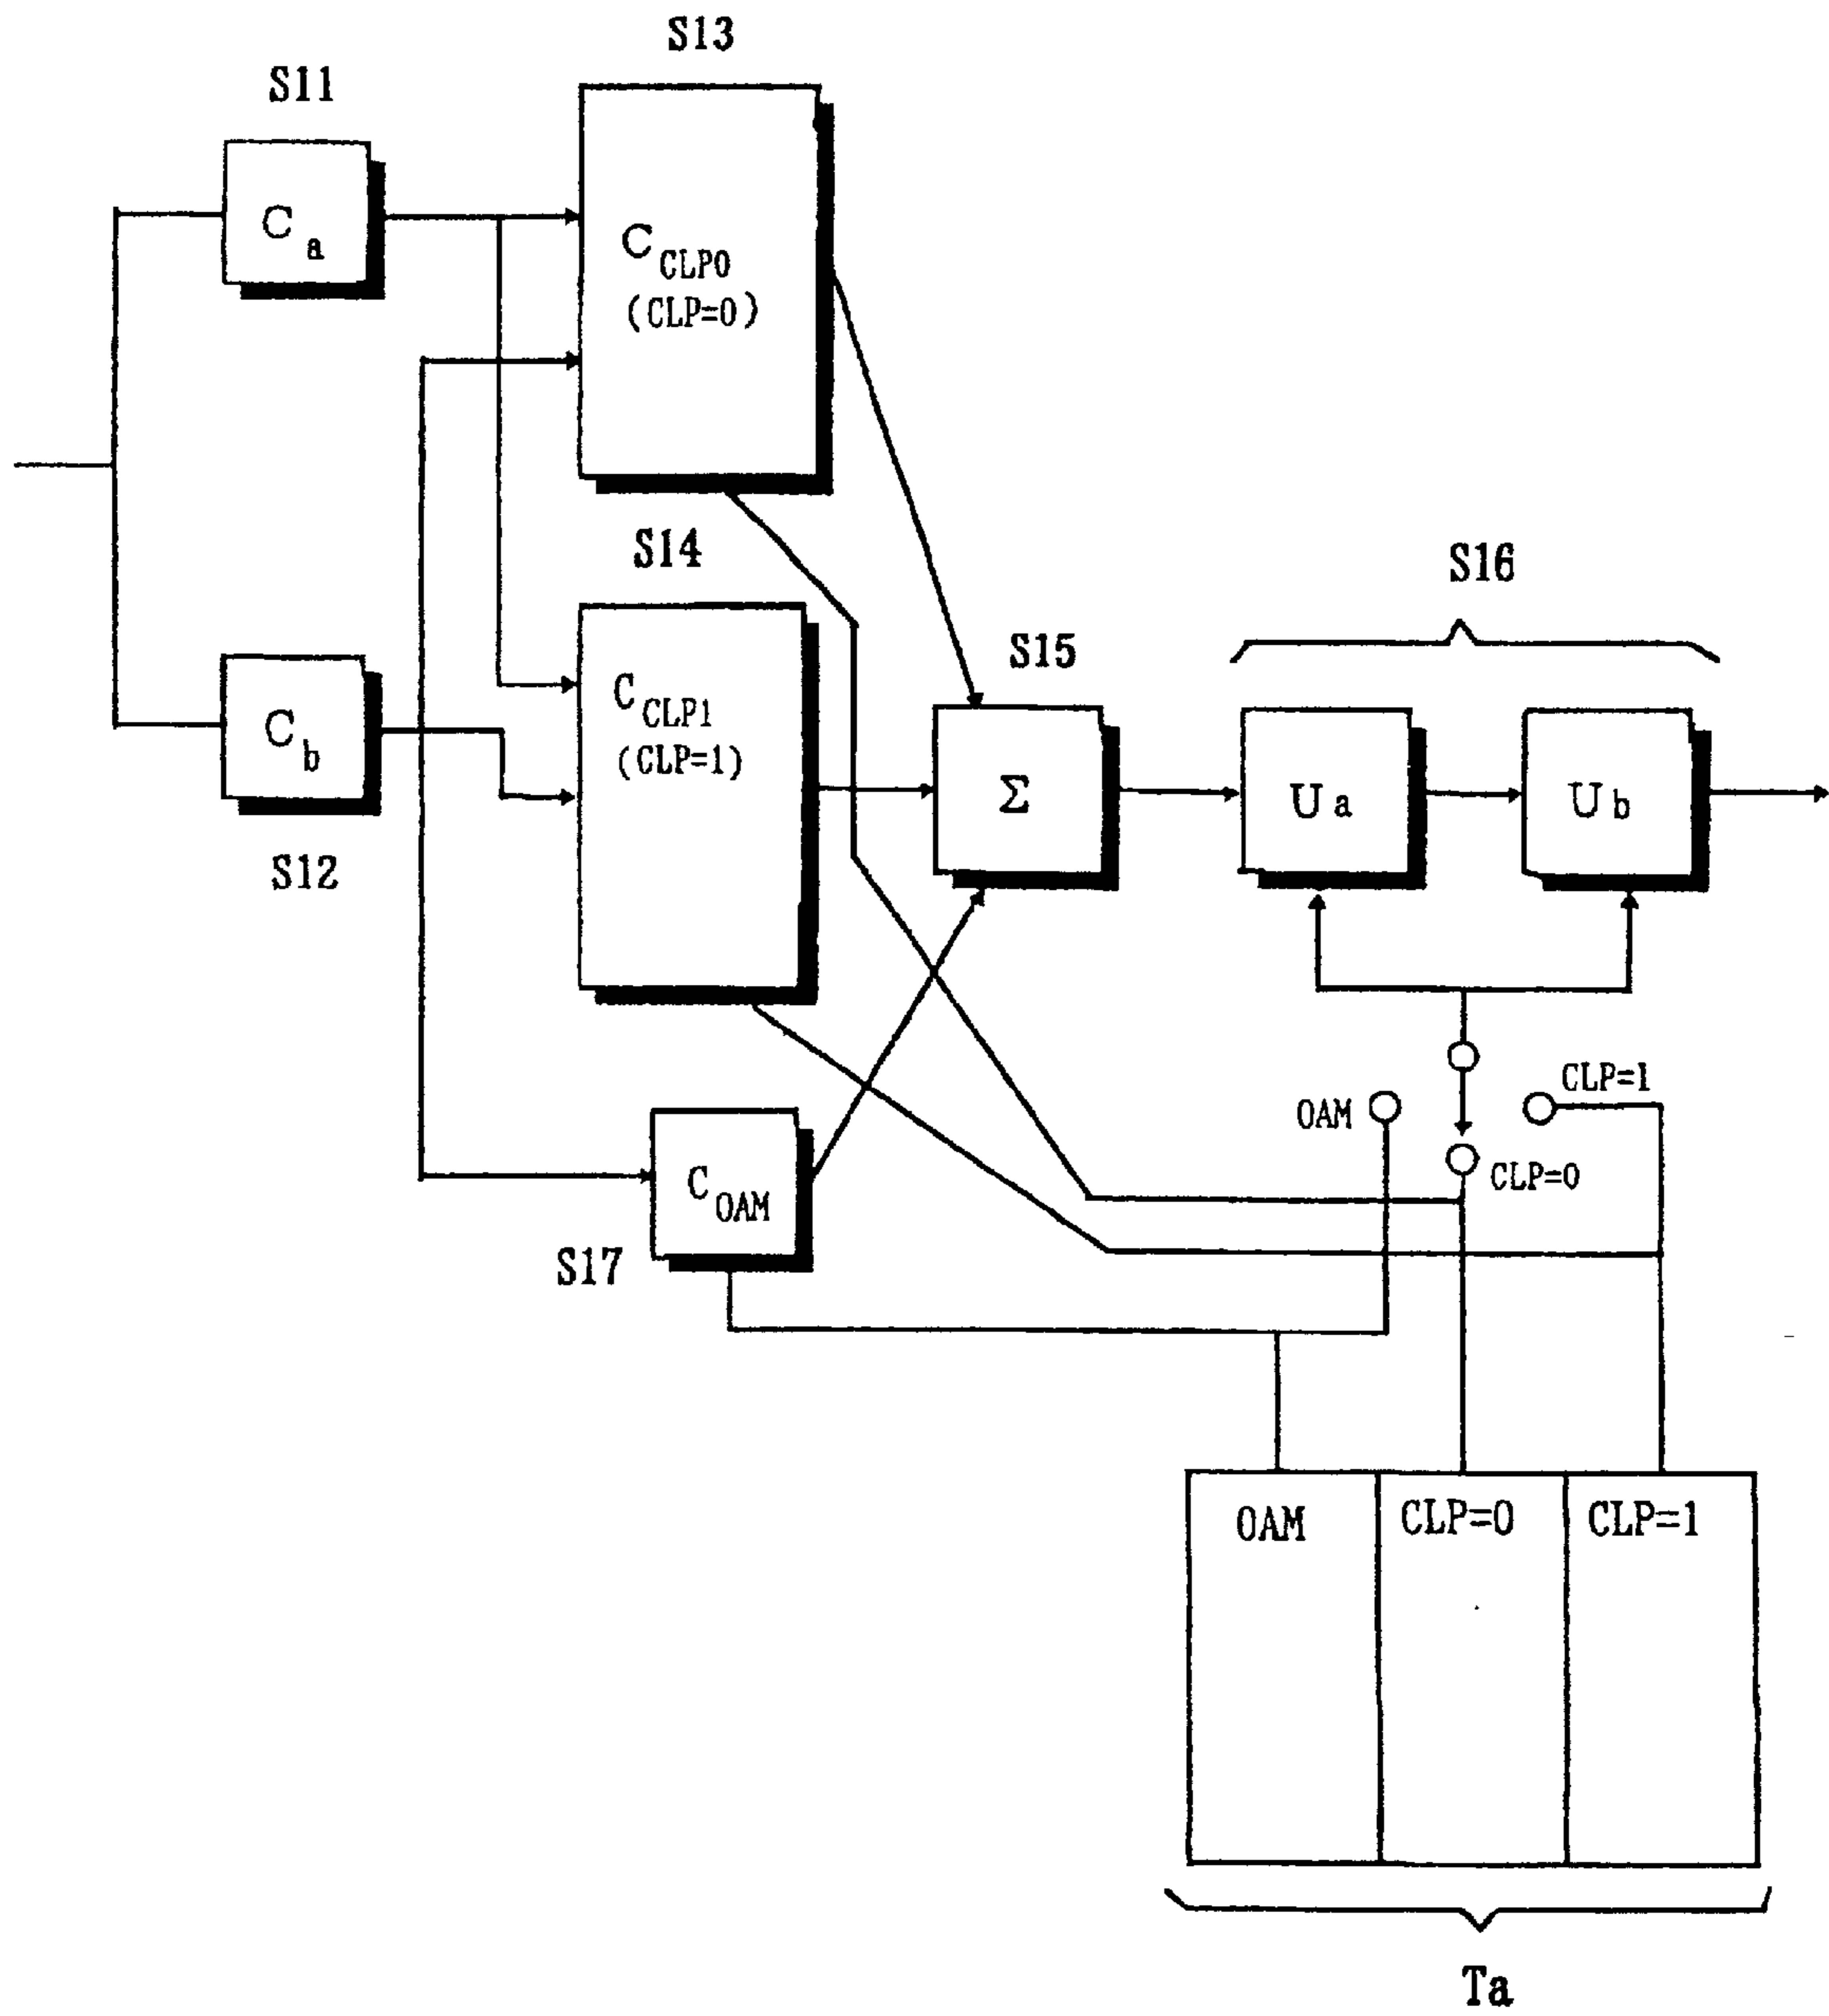 S13
S11
C a
C CLP0
(CLP=0)
S14
S16
S15
C b
C CLP1
(CLP=1)
Σ
U a
U b
S12
OAM
CLP=1
CLP=0
C OAM
S17
OAM
CLP=0
CLP=1
Ta